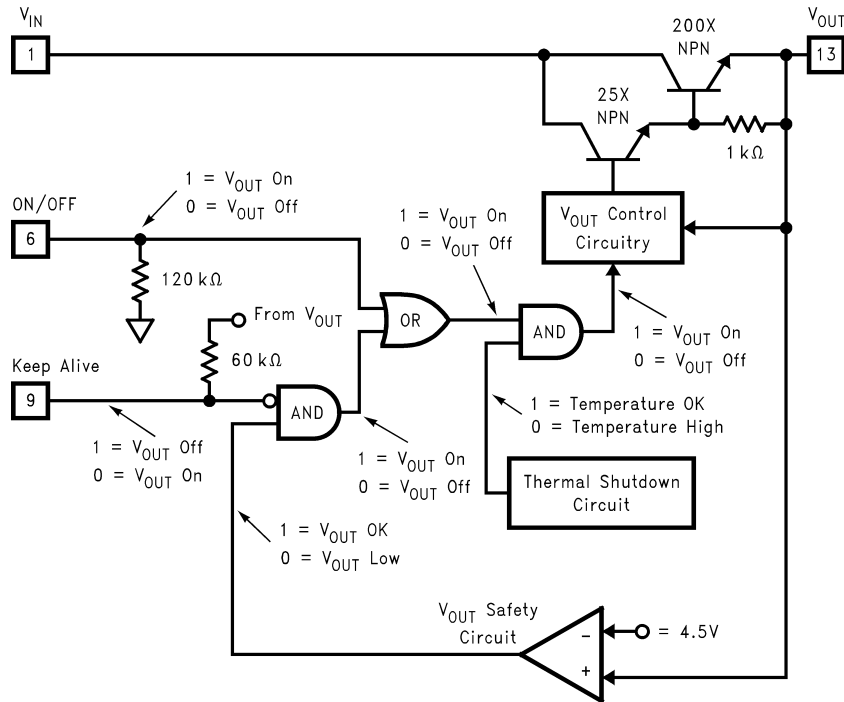 V_IN
1
200X
NPN
V_OUT
13
25X
NPN
1 kΩ
1 = V_OUT On
0 = V_OUT Off
ON/OFF
6
120 kΩ
V_OUT Control
Circuitry
1 = V_OUT On
0 = V_OUT Off
From V_OUT
OR
AND
1 = V_OUT On
0 = V_OUT Off
60 kΩ
Keep Alive
9
AND
1 = Temperature OK
0 = Temperature High
1 = V_OUT Off
0 = V_OUT On
1 = V_OUT On
0 = V_OUT Off
Thermal Shutdown
Circuit
1 = V_OUT OK
0 = V_OUT Low
V_OUT Safety
Circuit
−
= 4.5V
+